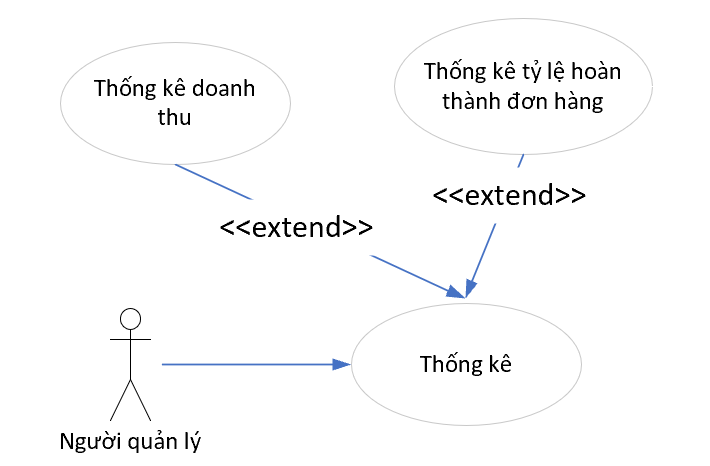 Thống kê doanh
thu
Thống kê tỷ lệ hoàn
thành đơn hàng
<<extend>>
<<extend>>
Thống kê
Người quản lý